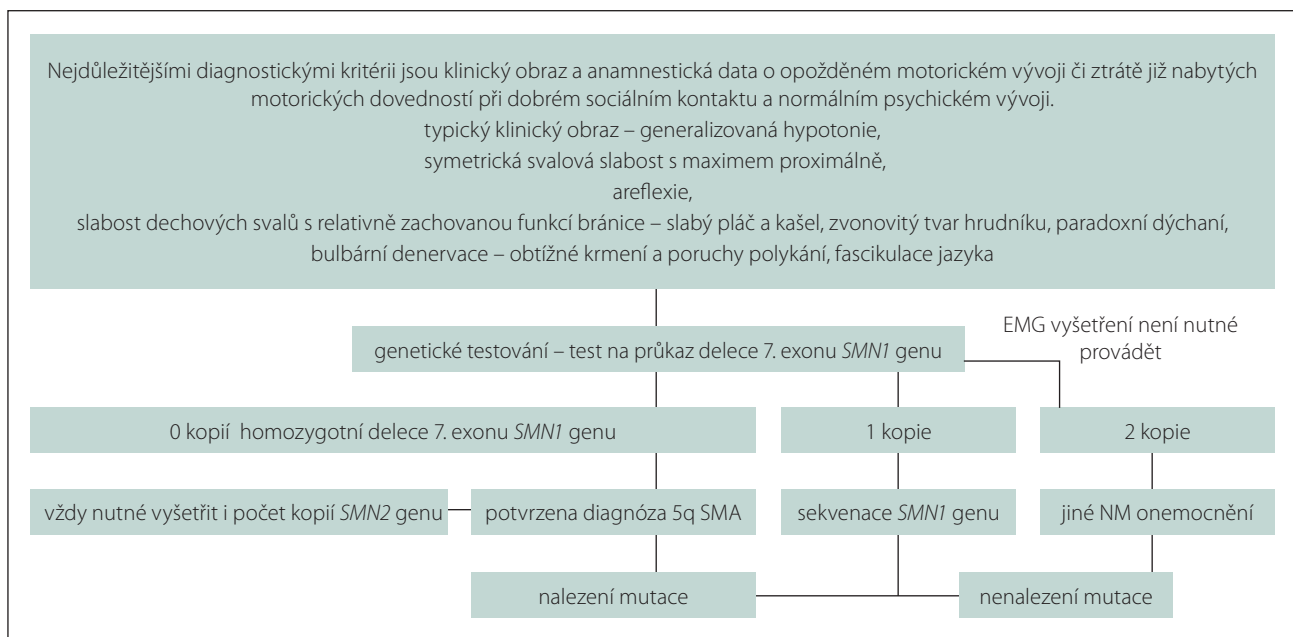 Nejdůležitějšími diagnostickými kritérii jsou klinický obraz a anamnestická data o opožděném motorickém vývoji či ztrátě již nabytých
motorických dovedností při dobrém sociálním kontaktu a normálním psychickém vývoji.
typický klinický obraz – generalizovaná hypotonie,
symetrická svalová slabost s maximem proximálně,
areflexie,
slabost dechových svalů s relativně zachovanou funkcí bránice – slabý pláč a kašel, zvonovitý tvar hrudníku, paradoxní dýchaní,
bulbární denervace – obtížné krmení a poruchy polykání, fascikulace jazyka
EMG vyšetření není nutné
provádět
genetické testování – test na průkaz delece 7. exonu SMN1 genu
0 kopií homozygotní delece 7. exonu SMN1 genu
1 kopie
2 kopie
vždy nutné vyšetřit i počet kopií SMN2 genu
potvrzena diagnóza 5q SMA
sekvenace SMN1 genu
jiné NM onemocnění
nalezení mutace
nenalezení mutace